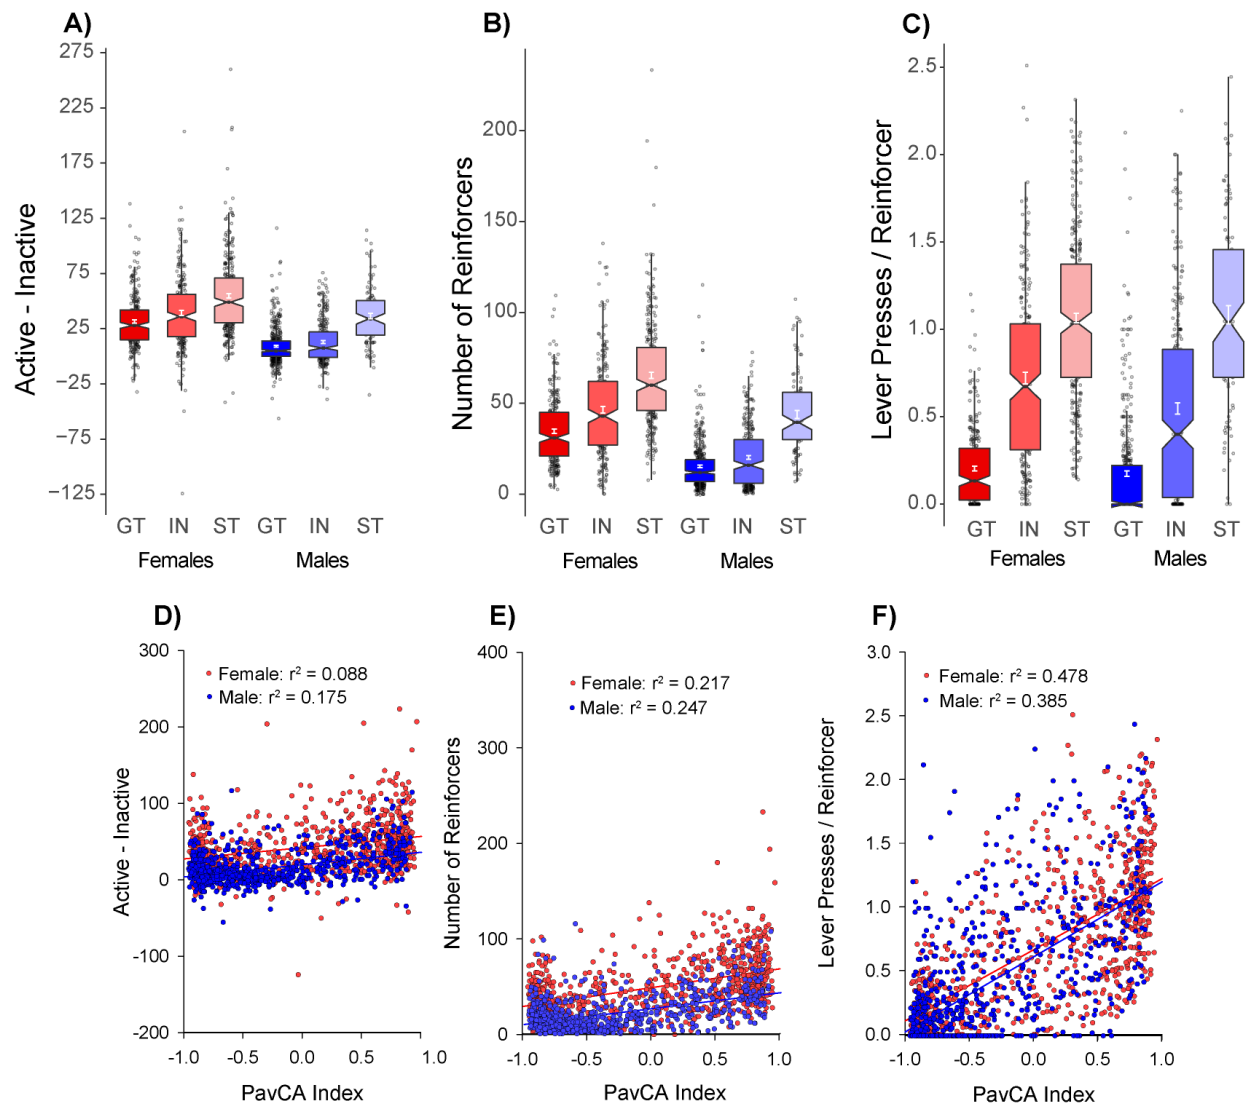 A)
Active - Inactive
275
225
175
125
75
25
−25
−75
−125
GT IN ST GT IN ST
Females Males
B)
Number of Reinforcers
200
150
100
50
0
GT IN ST GT IN ST
Females Males
C)
Lever Presses / Reinforcer
2.5
2.0
1.5
1.0
0.5
0.0
GT IN ST GT IN ST
Females Males
D)
Active - Inactive
300
200
100
0
-100
-200
Female: r² = 0.088
Male: r² = 0.175
-1.0 -0.5 0.0 0.5 1.0
PavCA Index
E)
Number of Reinforcers
400
300
200
100
0
Female: r² = 0.217
Male: r² = 0.247
-1.0 -0.5 0.0 0.5 1.0
PavCA Index
F)
Lever Presses / Reinforcer
3.0
2.5
2.0
1.5
1.0
0.5
0.0
Female: r² = 0.478
Male: r² = 0.385
-1.0 -0.5 0.0 0.5 1.0
PavCA Index